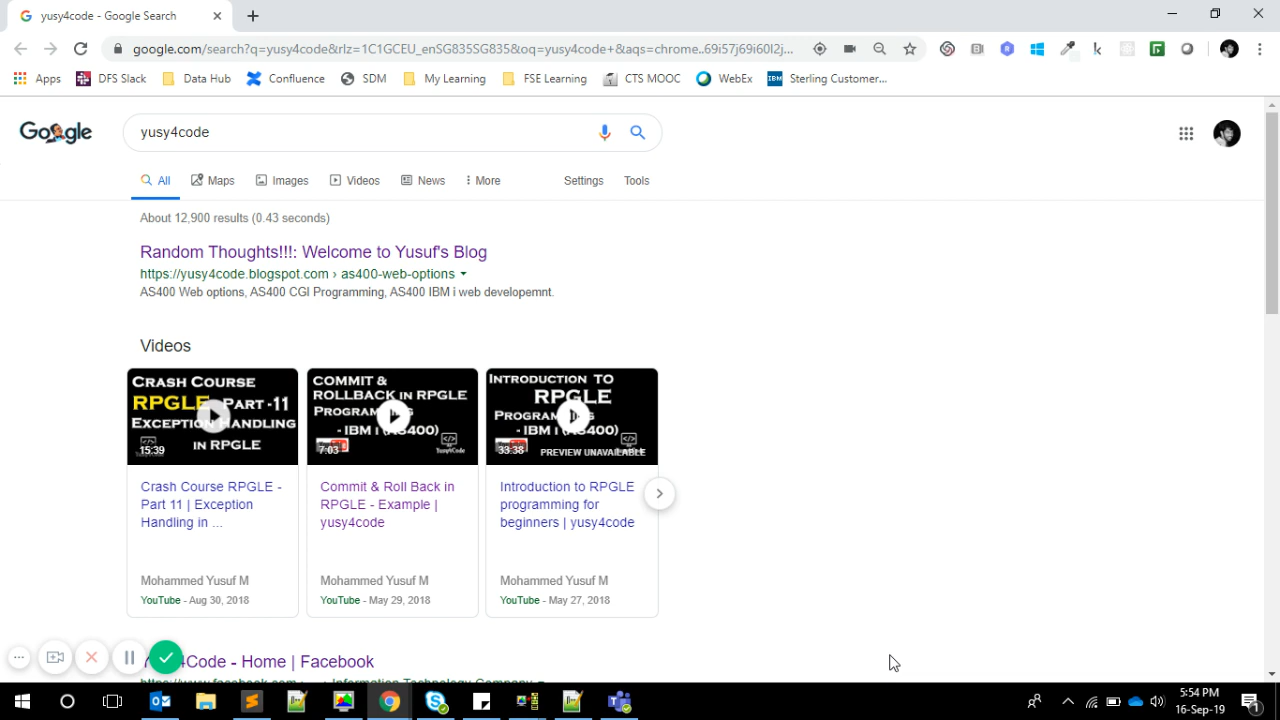 yusy4code - Google Search
google.com/search?q=yusy4code&rlz=1C1GCEU_enSG835SG835&oq=yusy4code+&aqs=chrome..69i57j69i60l2j...
Apps DFS Slack Data Hub Confluence SDM My Learning FSE Learning CTS MOOC WebEx IBM Sterling Customer...
Google yusy4code
All Maps Images Videos News More Settings Tools
About 12,900 results (0.43 seconds)
Random Thoughts!!!: Welcome to Yusuf's Blog
https://yusy4code.blogspot.com › as400-web-options
AS400 Web options, AS400 CGI Programming, AS400 IBM i web developemnt.
Videos
CRASH COURSE
RPGLE PART -11
EXCEPTION HANDLING
IN RPGLE
15:39
COMMIT &
ROLLBACK IN RPGLE
PROGRAMMING
- IBM i (AS400)
7:03
Yusy4Code
INTRODUCTION TO
RPGLE
PROGRAMMING
- IBM i (AS400)
33:38 PREVIEW UNAVAILABLE
Crash Course RPGLE -
Part 11 | Exception
Handling in ...
Mohammed Yusuf M
YouTube - Aug 30, 2018
Commit & Roll Back in
RPGLE - Example |
yusy4code
Mohammed Yusuf M
YouTube - May 29, 2018
Introduction to RPGLE
programming for
beginners | yusy4code
Mohammed Yusuf M
YouTube - May 27, 2018
4Code - Home | Facebook
5:54 PM
16-Sep-19
1